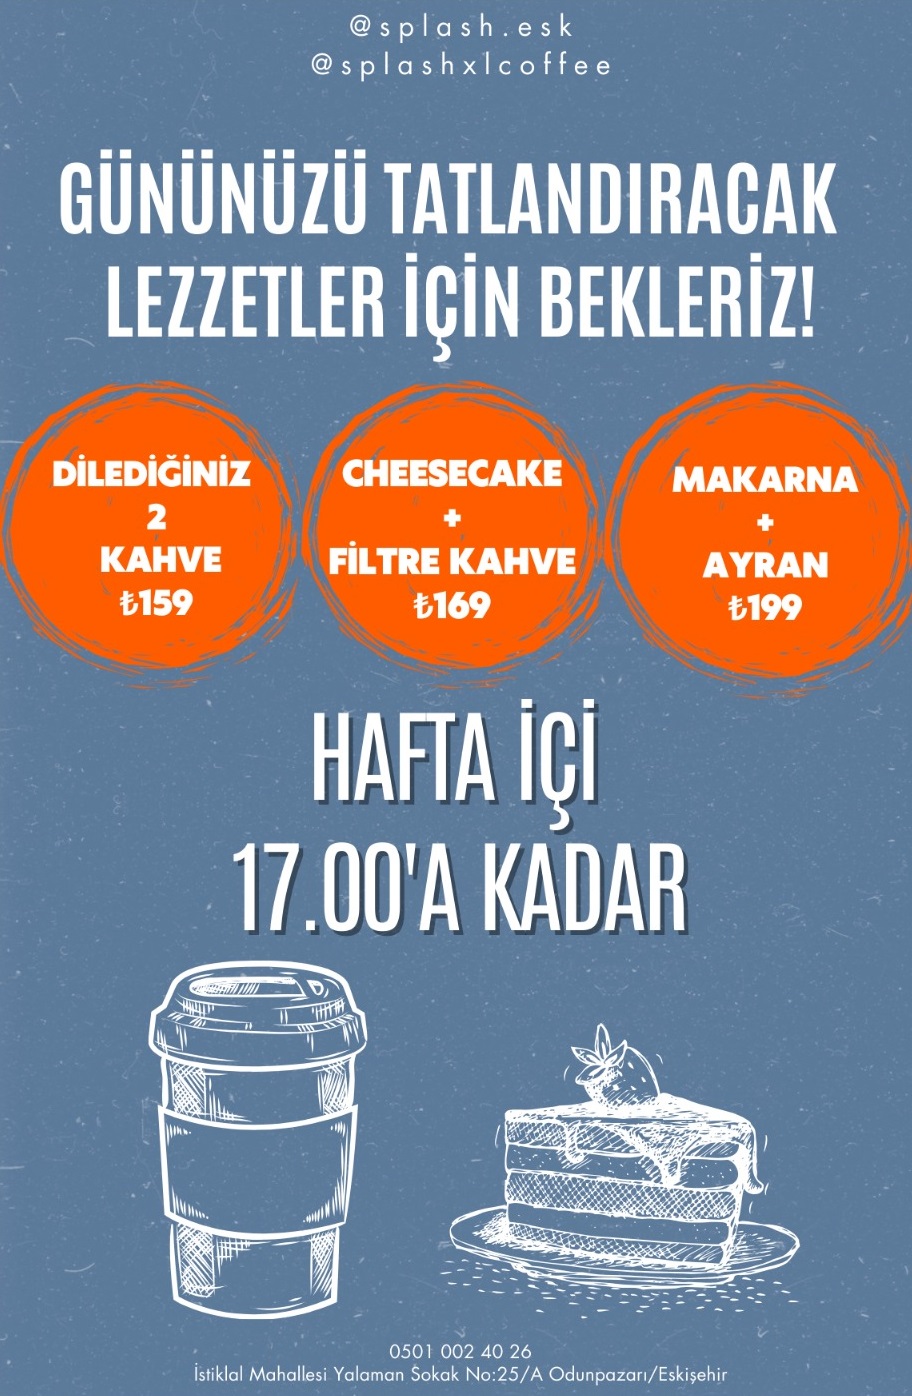 @splash.esk
@splashxlcoffee
GÜNÜNÜZÜ TATLANDIRACAK
LEZZETLER İÇİN BEKLERİZ!
DİLEDİĞİNİZ
2
KAHVE
₺159
CHEESECAKE
+
FİLTRE KAHVE
₺169
MAKARNA
+
AYRAN
₺199
HAFTA İÇİ
17.00'A KADAR
0501 002 40 26
İstiklal Mahallesi Yalaman Sokak No:25/A Odunpazarı/Eskişehir